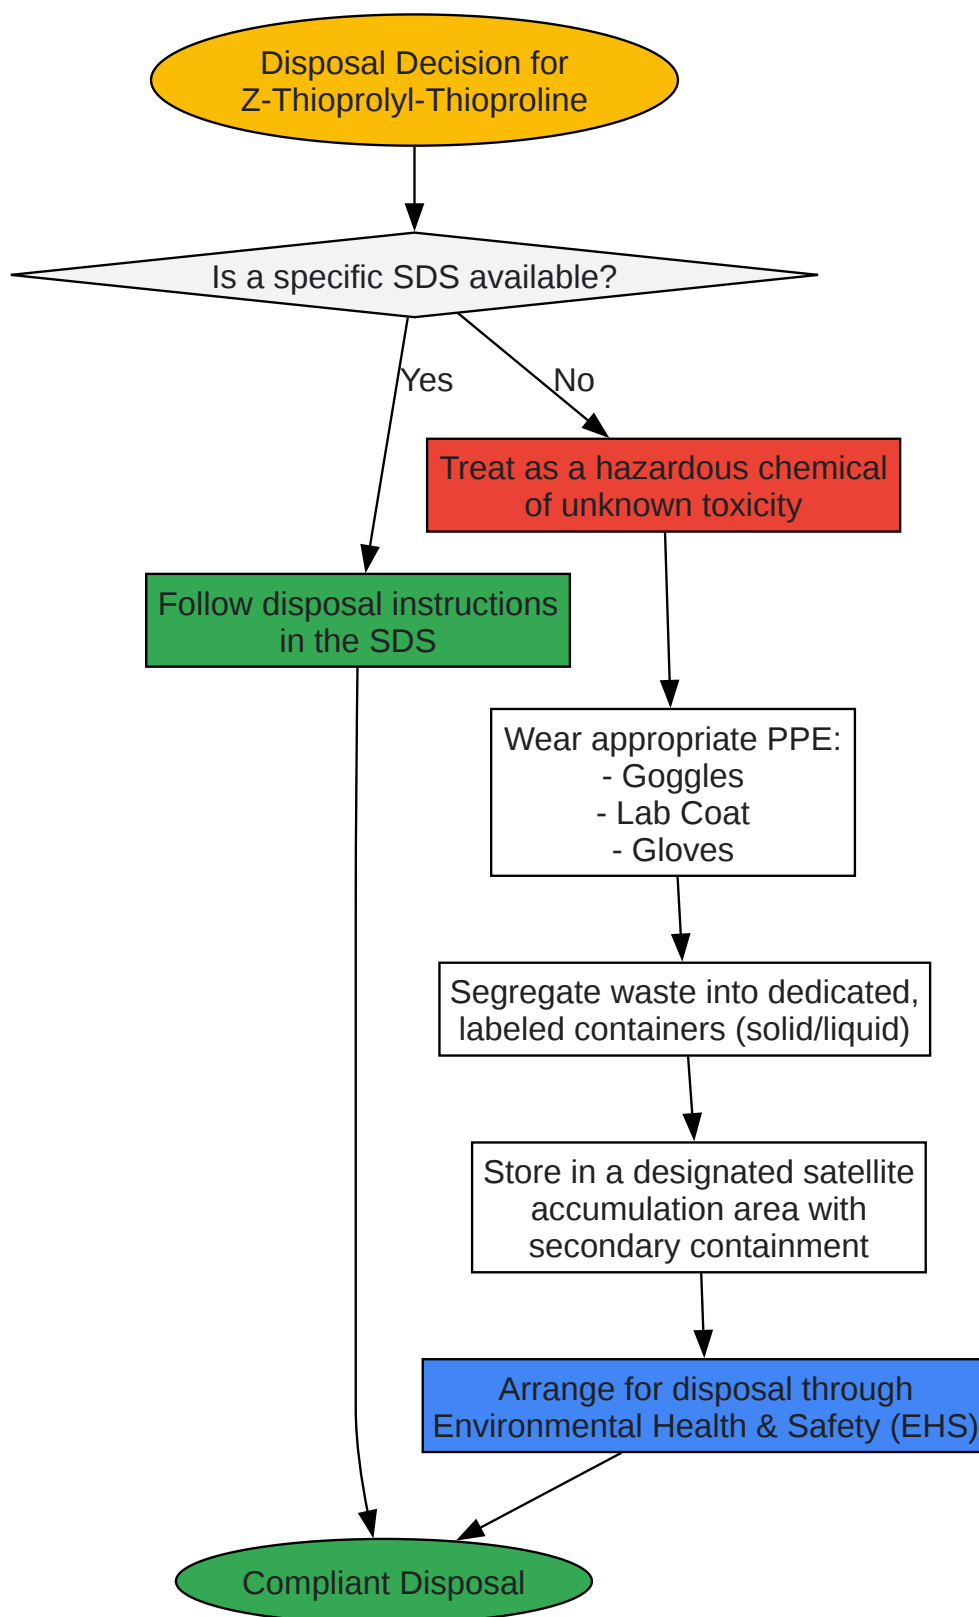 Disposal Decision for
Z-Thioprolyl-Thioproline
Is a specific SDS available?
Yes
No
Treat as a hazardous chemical
of unknown toxicity
Follow disposal instructions
in the SDS
Wear appropriate PPE:
- Goggles
- Lab Coat
- Gloves
Segregate waste into dedicated,
labeled containers (solid/liquid)
Store in a designated satellite
accumulation area with
secondary containment
Arrange for disposal through
Environmental Health & Safety (EHS)
Compliant Disposal